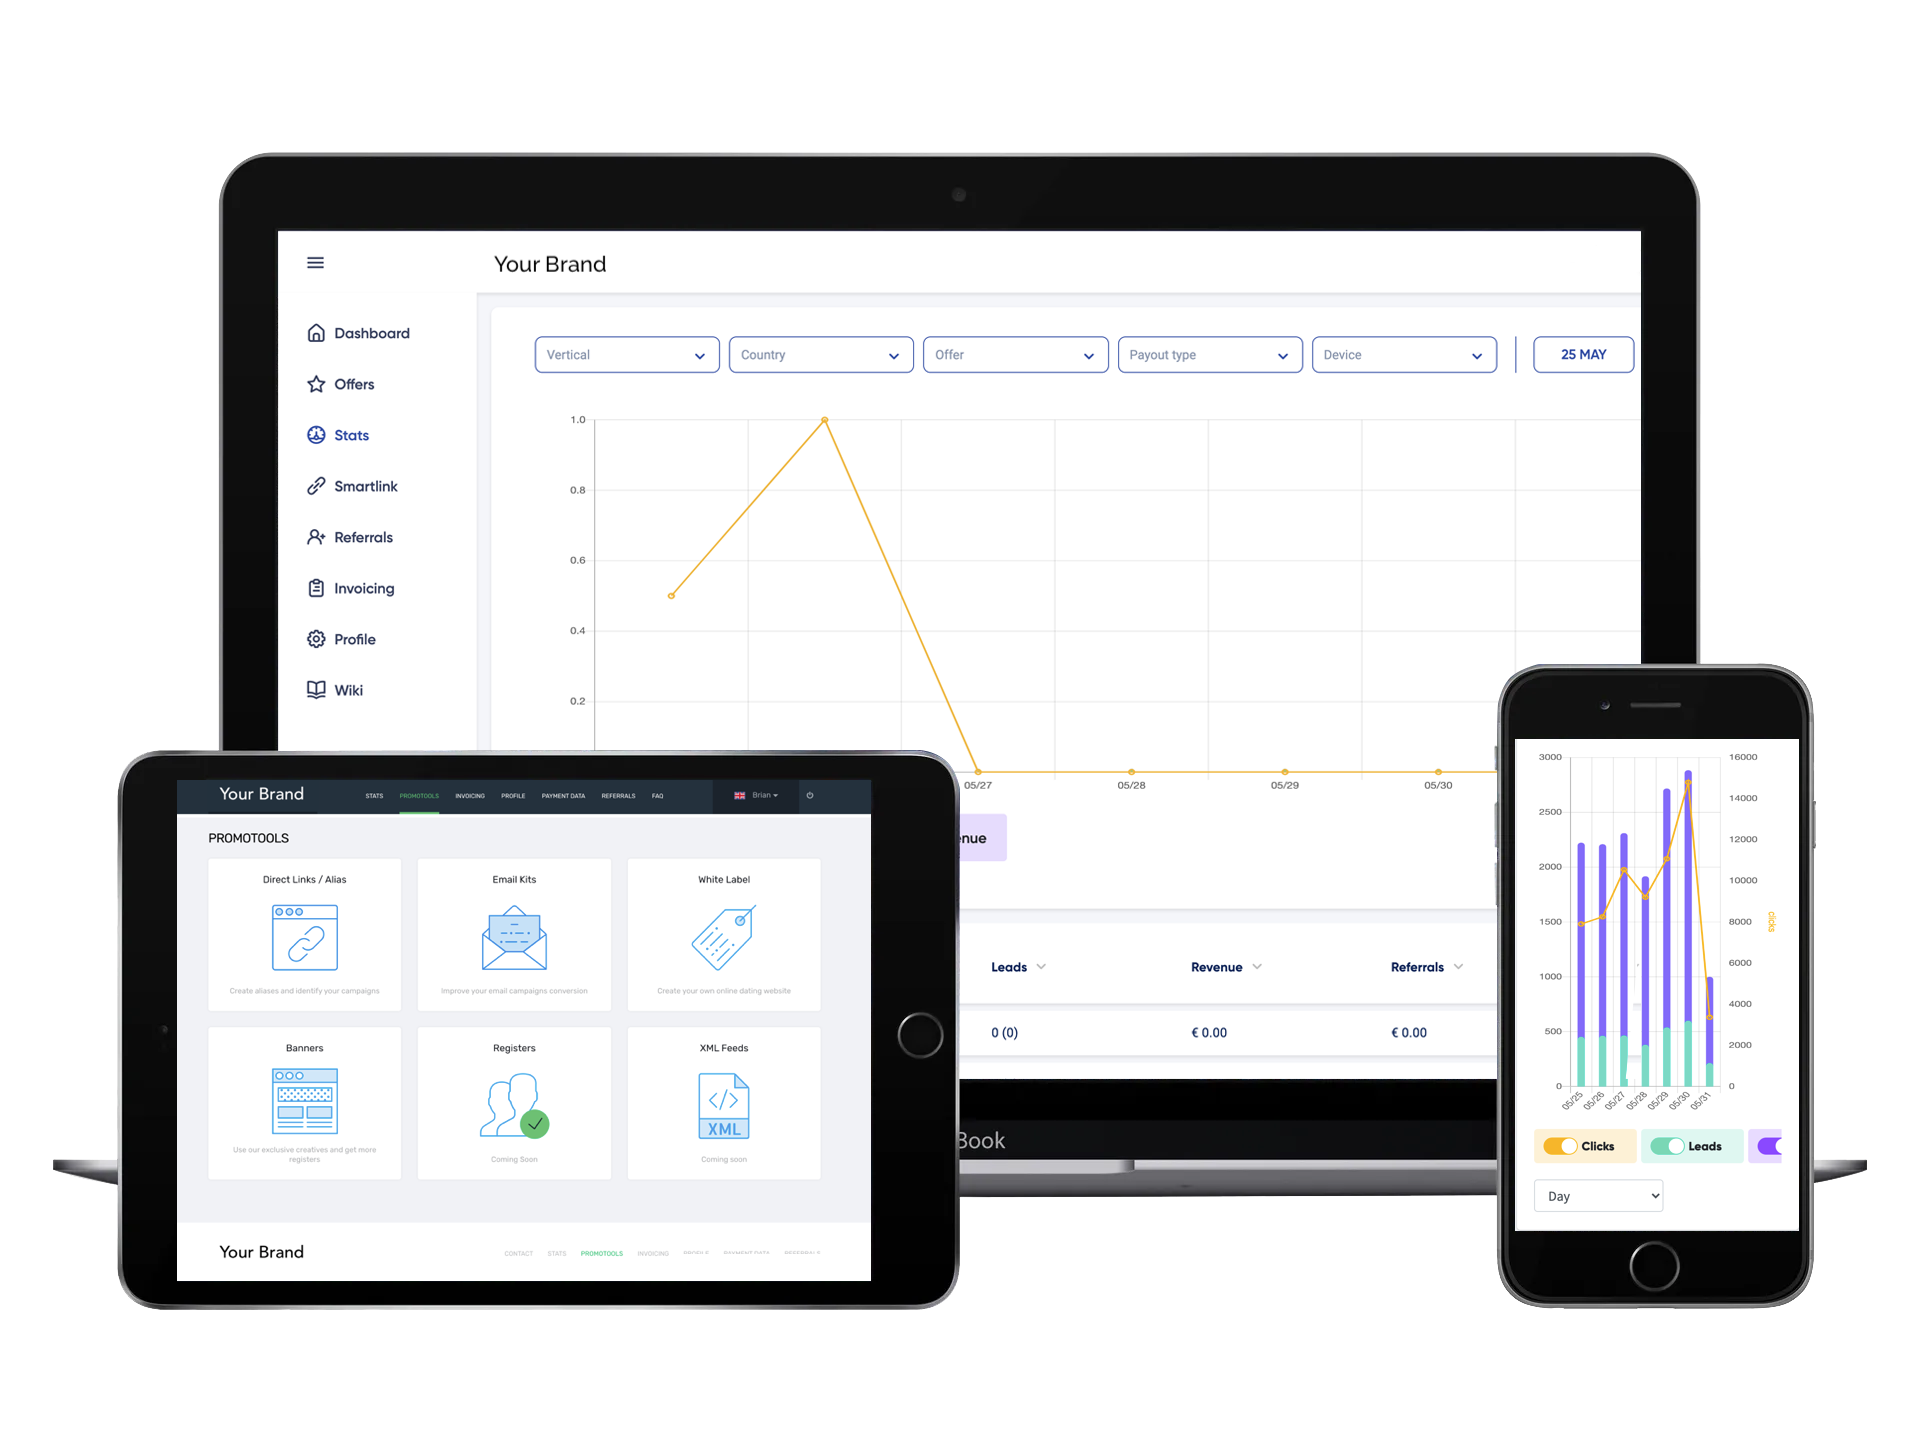 Your Brand
Dashboard
Offers
Stats
Smartlink
Referrals
Invoicing
Profile
Wiki
Vertical
Country
Offer
Payout type
Device
25 MAY
1.0
0.8
0.6
0.4
0.2
05/27
05/28
05/29
05/30
enue
Leads
Revenue
Referrals
0 (0)
€ 0.00
€ 0.00
Book
Your Brand
STATS
PROMOTOOLS
INVOICING
PROFILE
PAYMENT DATA
REFERRALS
FAQ
Brian
PROMOTOOLS
Direct Links / Alias
Create aliases and identify your campaigns
Email Kits
Improve your email campaigns conversion
White Label
Create your own online dating website
Banners
Use our exclusive creatives and get more
registers
Registers
Coming Soon
XML Feeds
XML
Coming soon
Your Brand
CONTACT
STATS
PROMOTOOLS
INVOICING
PROFILE
PAYMENT DATA
REFERRALS
3000
2500
2000
1500
1000
500
0
16000
14000
12000
10000
8000
6000
4000
2000
0
clicks
05/25
05/26
05/27
05/28
05/29
05/30
05/31
Clicks
Leads
Day